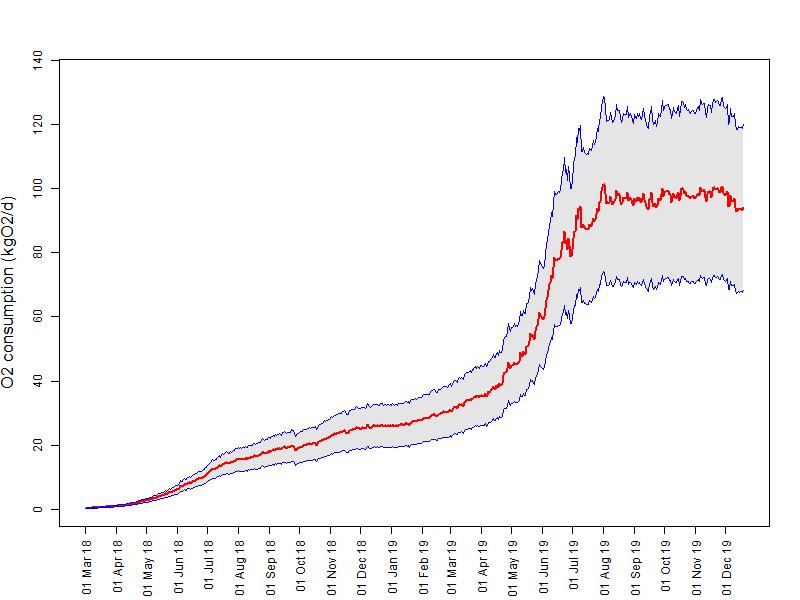 O2 consumption (kgO2/d)
140
120
100
80
60
40
20
0
01 Mar 18
01 Apr 18
01 May 18
01 Jun 18
01 Jul 18
01 Aug 18
01 Sep 18
01 Oct 18
01 Nov 18
01 Dec 18
01 Jan 19
01 Feb 19
01 Mar 19
01 Apr 19
01 May 19
01 Jun 19
01 Jul 19
01 Aug 19
01 Sep 19
01 Oct 19
01 Nov 19
01 Dec 19